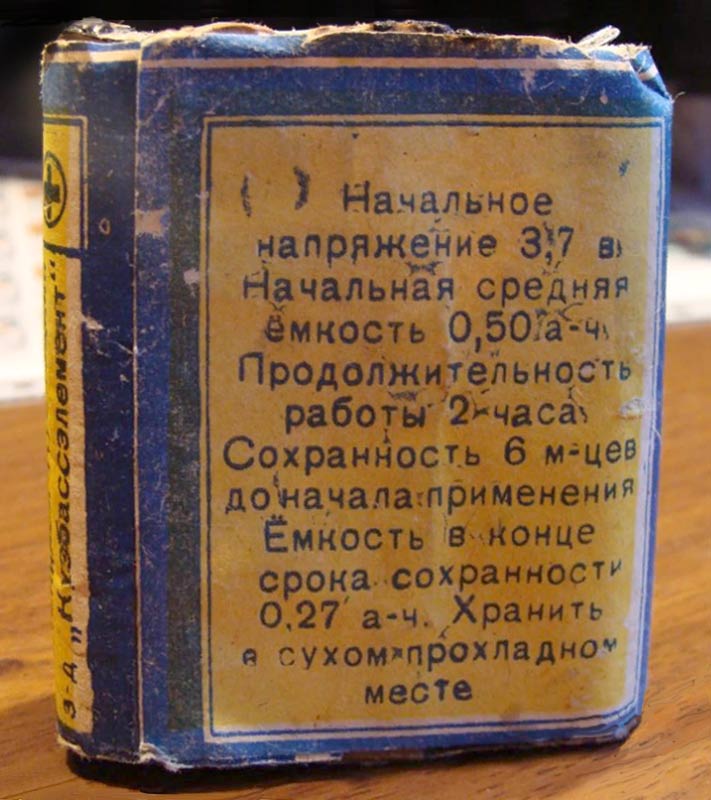 Начальное
напряжение 3,7 в
Начальная средняя
ёмкость 0,50 а-ч
Продолжительность
работы 2 часа
Сохранность 6 м-цев
до начала применения
Ёмкость в конце
срока сохранности
0,27 а-ч. Хранить
в сухом прохладном
месте
з-д „Кузбассэлемент"